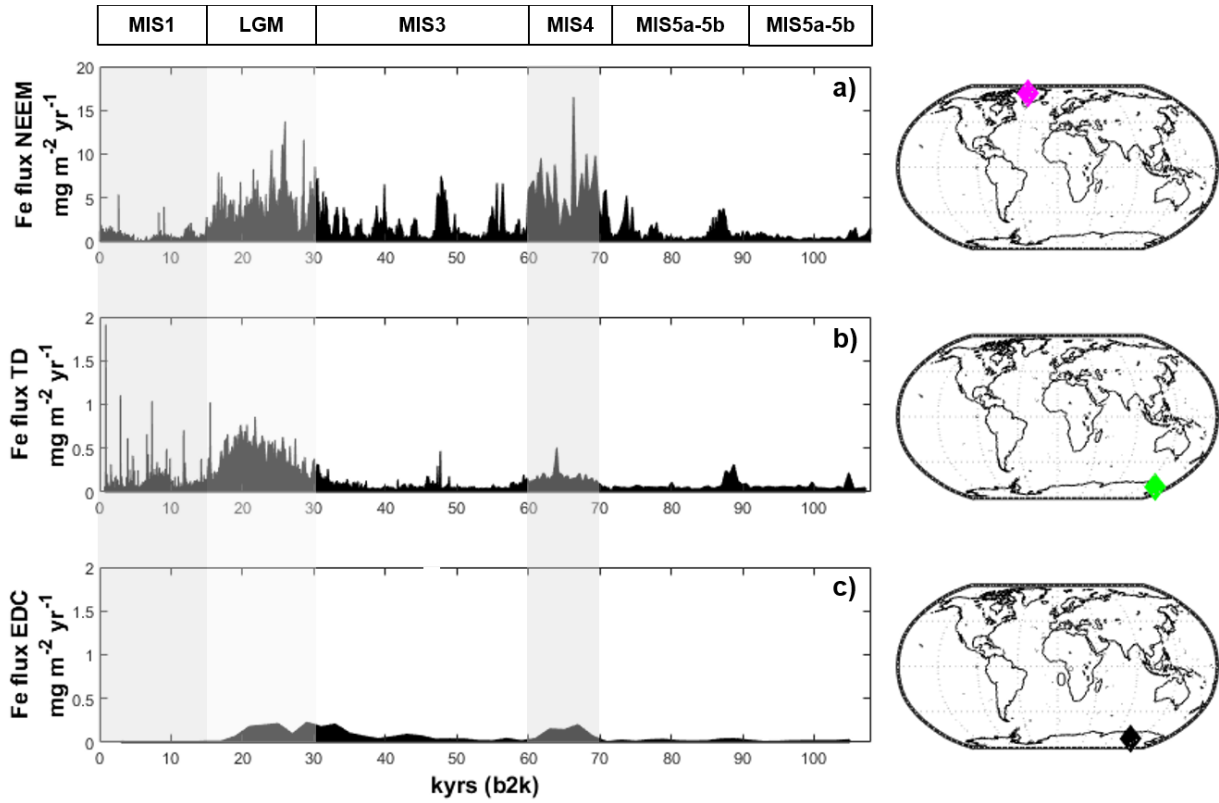 MIS1 LGM MIS3 MIS4 MIS5a-5b MIS5a-5b
a)
Fe flux NEEM
mg m-2 yr-1
20
15
10
5
0
0 10 20 30 40 50 60 70 80 90 100
b)
Fe flux TD
mg m-2 yr-1
2
1.5
1
0.5
0
0 10 20 30 40 50 60 70 80 90 100
c)
Fe flux EDC
mg m-2 yr-1
2
1.5
1
0.5
0
0
0 10 20 30 40 50 60 70 80 90 100
kyrs (b2k)